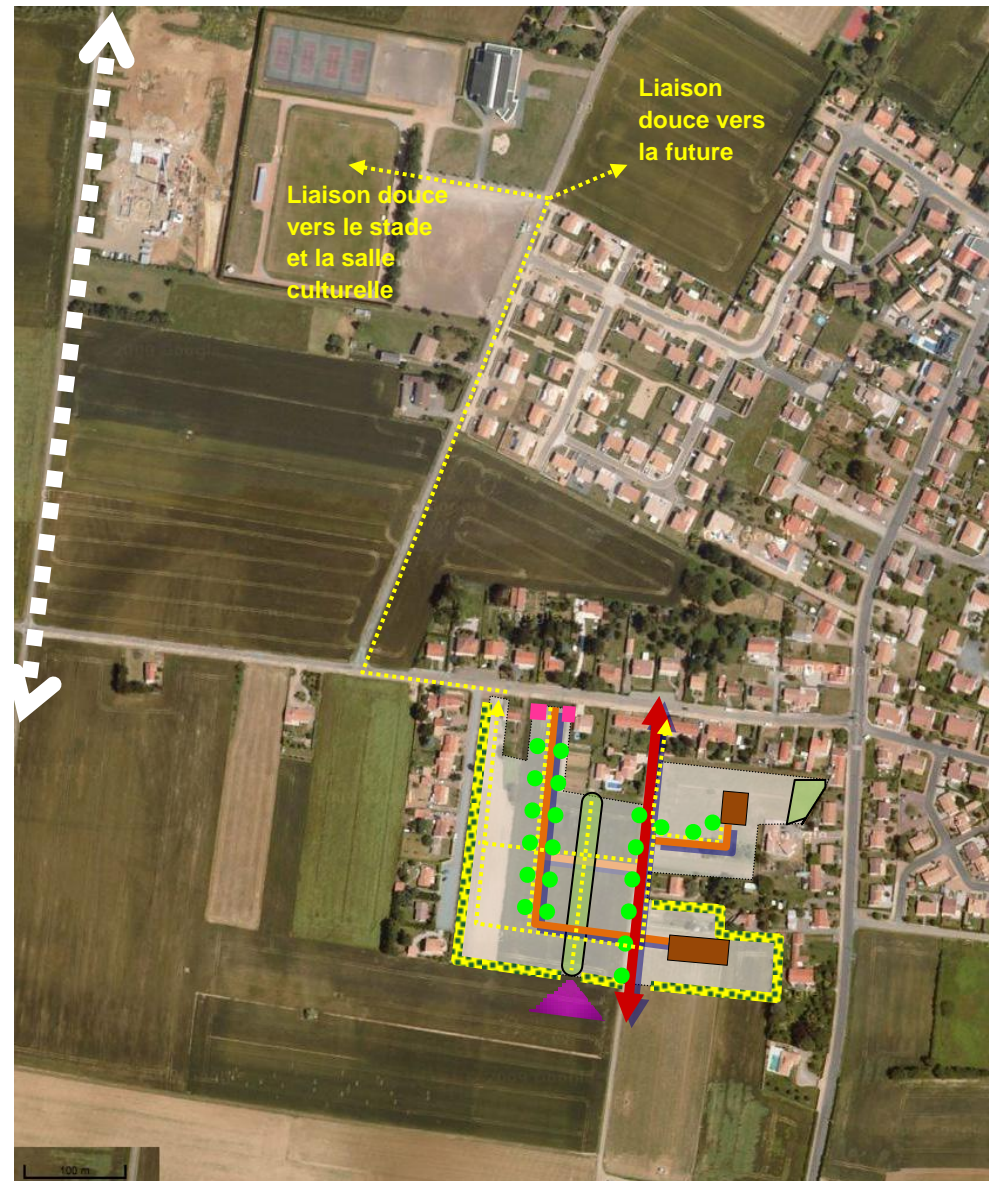 Liaison
douce vers
la future
Liaison douce
vers le stade
et la salle
culturelle
100 m